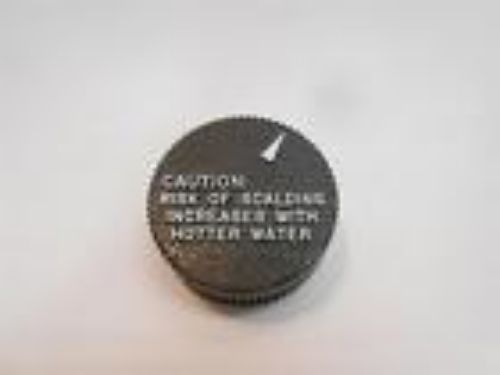 CAUTION:
RISK OF SCALDING
INCREASES WITH
HOTTER WATER